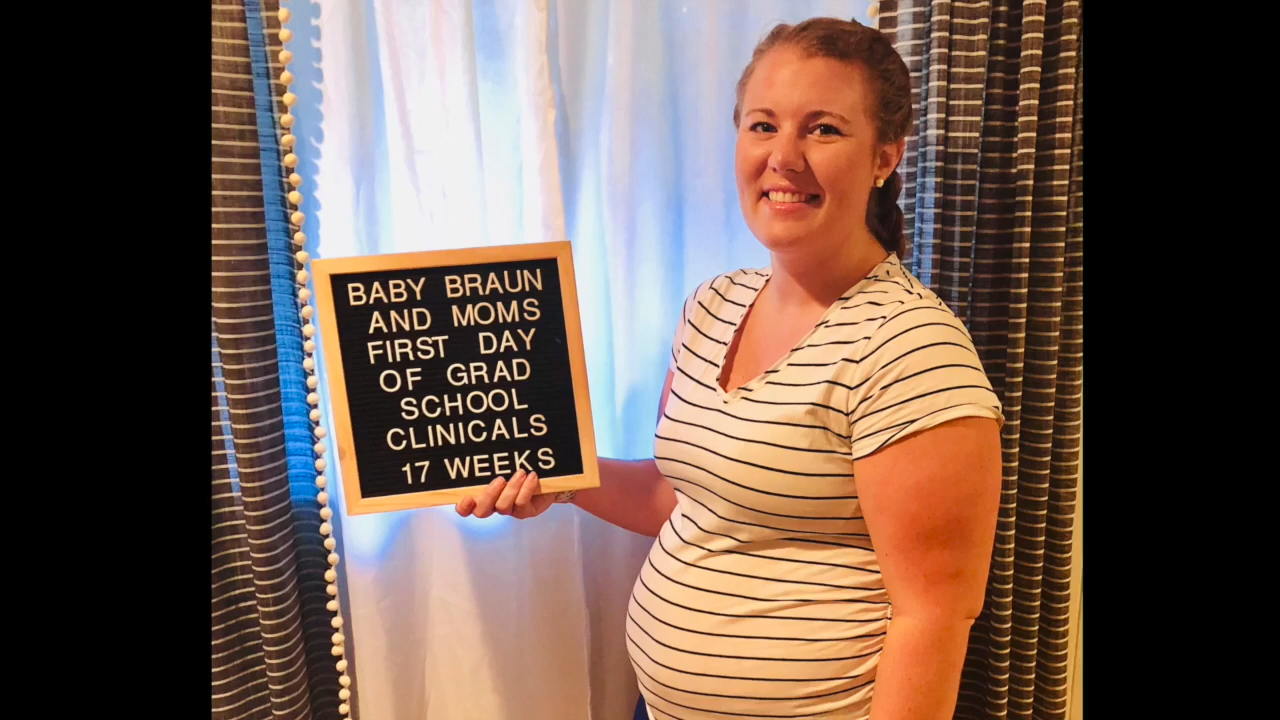 BABY BRAUN
AND MOMS
FIRST DAY
OF GRAD
SCHOOL
CLINICALS
17 WEEKS